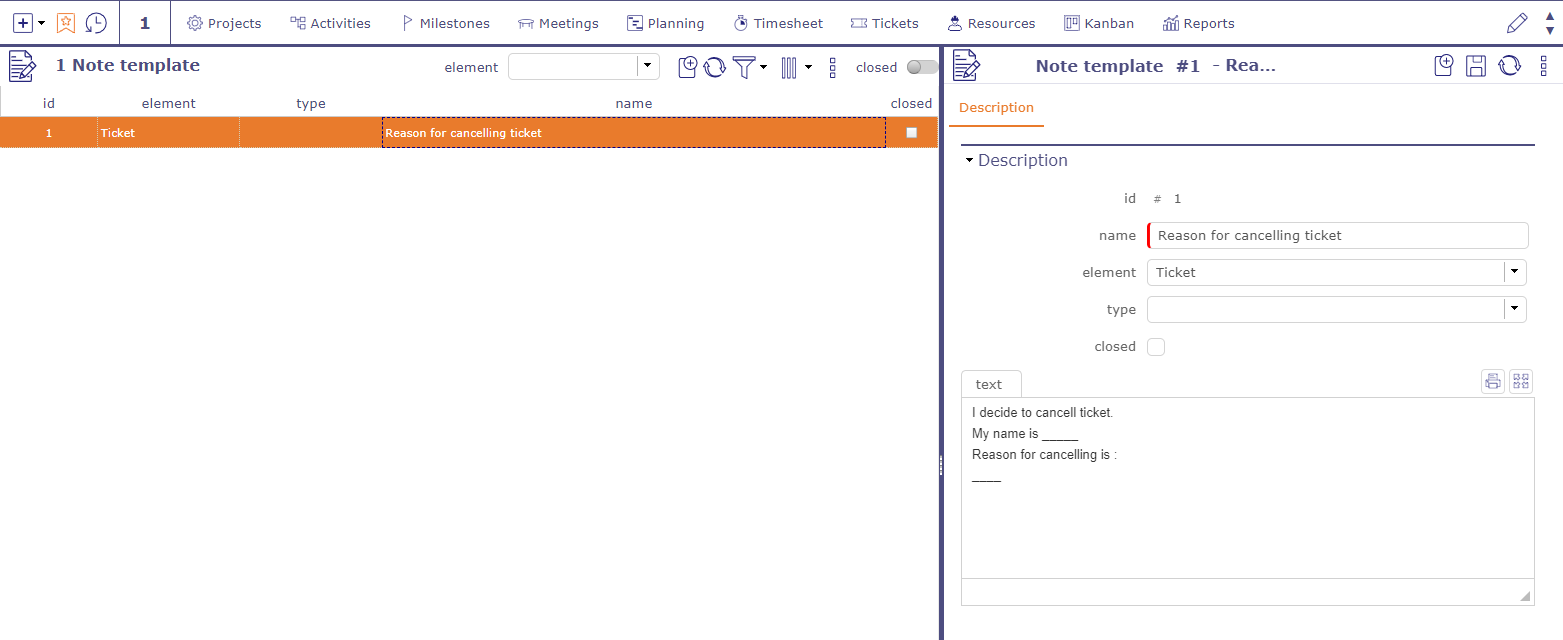 1 Projects Activities Milestones Meetings Planning Timesheet Tickets Resources Kanban Reports
1 Note template element closed
id element type name closed
1 Ticket Reason for cancelling ticket
Note template #1 - Rea...
Description
Description
id # 1
name Reason for cancelling ticket
element Ticket
type
closed
text
I decide to cancell ticket.
My name is _____
Reason for cancelling is :
____